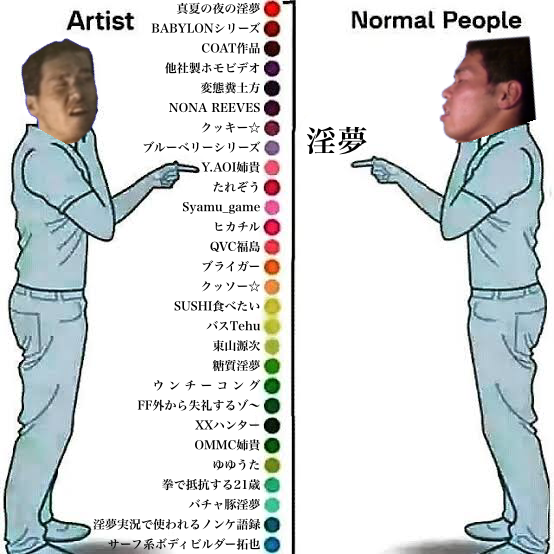 Artist
Normal People
真夏の夜の淫夢
BABYLONシリーズ
COAT作品
他社製ホモビデオ
変態糞土方
NONA REEVES
クッキー☆
ブルーベリーシリーズ
Y.AOI姉貴
たれぞう
Syamu_game
ヒカチル
QVC福島
ブライガー
クッソー☆
SUSHI食べたい
バスTehu
東山源次
糖質淫夢
ウンチーコング
FF外から失礼するゾ〜
XXハンター
OMMC姉貴
ゆゆうた
拳で抵抗する21歳
バチャ豚淫夢
淫夢実況で使われるノンケ語録
サーフ系ボディビルダー拓也
淫夢